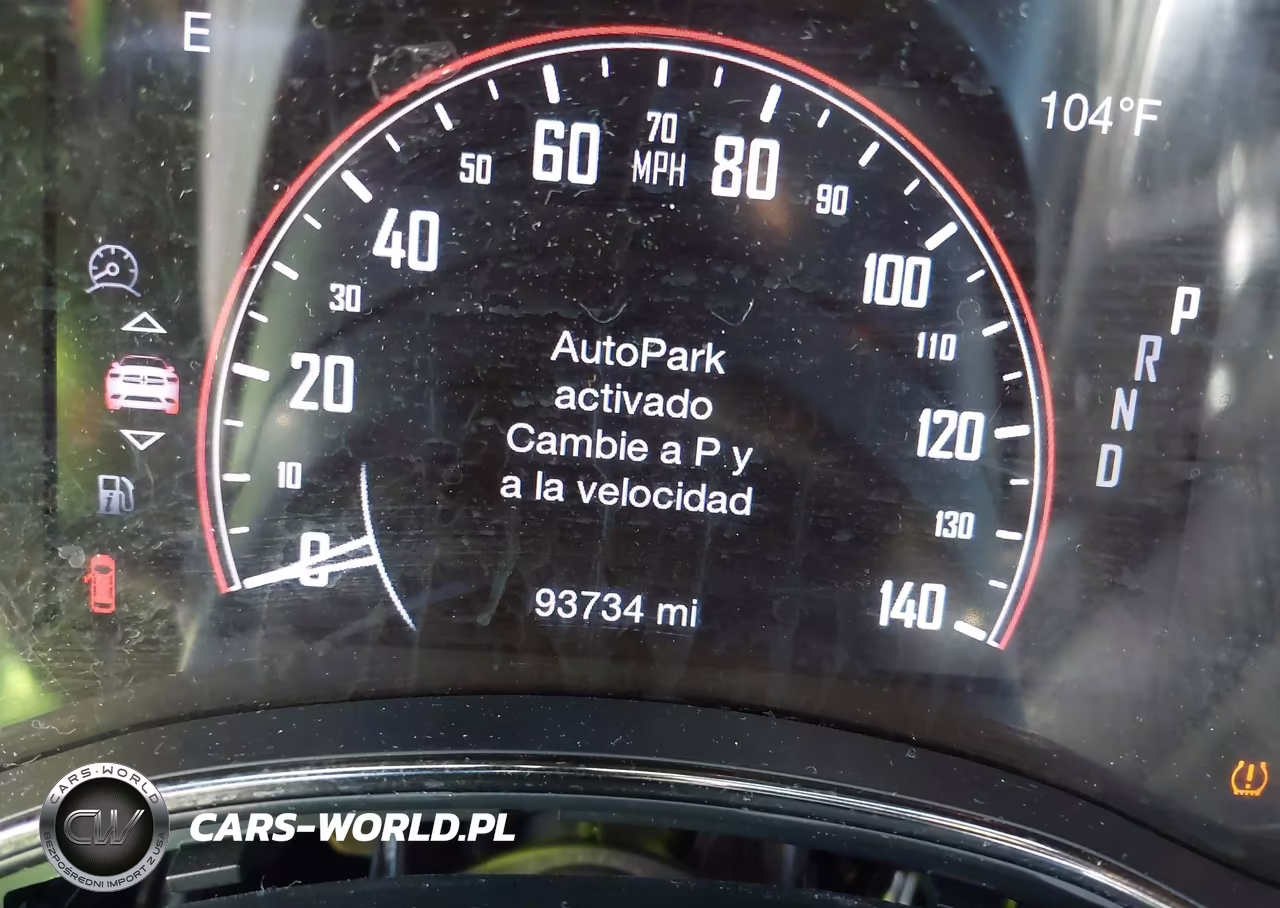 E
104°F
0
10
20
30
40
50
60
70
MPH
80
90
100
110
120
130
140
P
R
N
D
AutoPark
activado
Cambie a P y
a la velocidad
93734 mi
CARS-WORLD
CW
BEZPOŚREDNI IMPORT Z USA
CARS-WORLD.PL